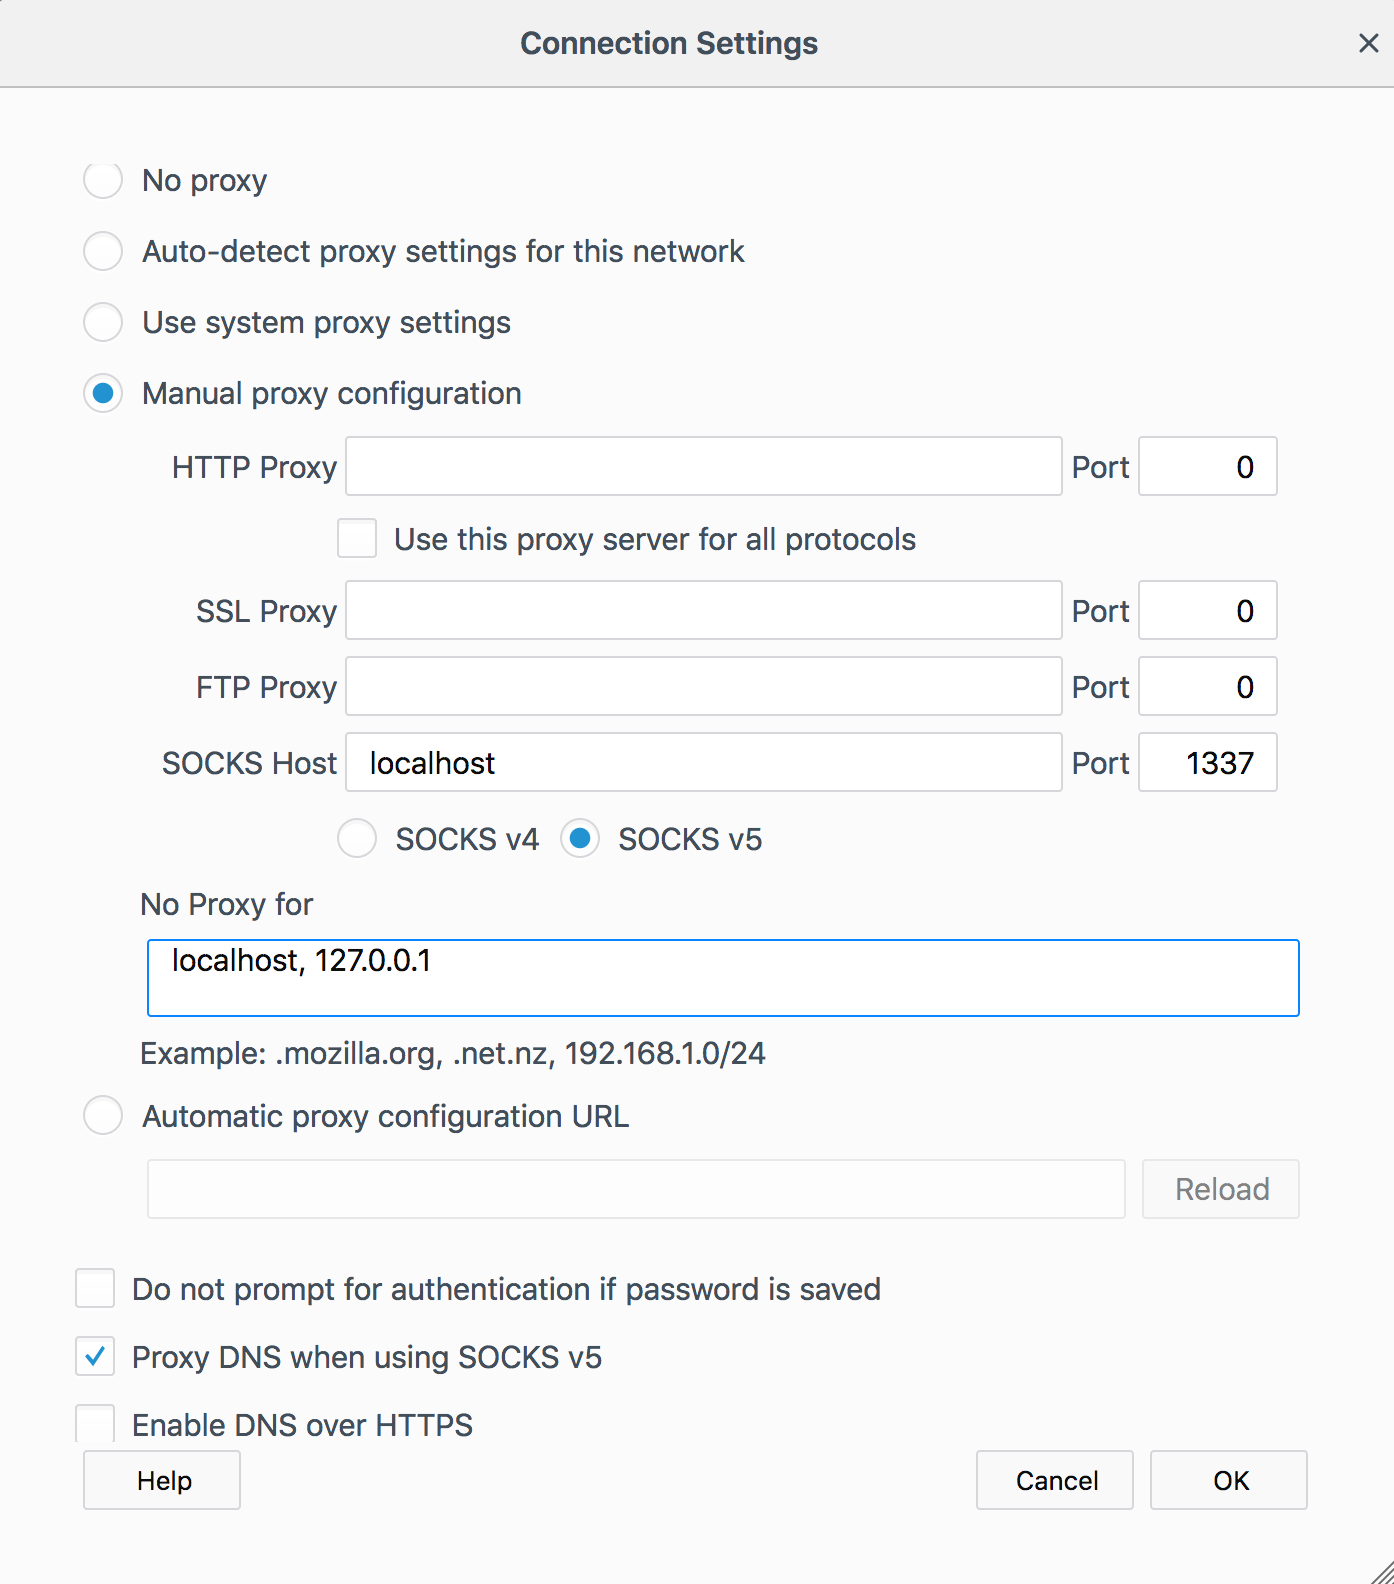 Connection Settings
No proxy
Auto-detect proxy settings for this network
Use system proxy settings
Manual proxy configuration
HTTP Proxy Port 0
Use this proxy server for all protocols
SSL Proxy Port 0
FTP Proxy Port 0
SOCKS Host localhost Port 1337
SOCKS v4 SOCKS v5
No Proxy for
localhost, 127.0.0.1
Example: .mozilla.org, .net.nz, 192.168.1.0/24
Automatic proxy configuration URL
Reload
Do not prompt for authentication if password is saved
Proxy DNS when using SOCKS v5
Enable DNS over HTTPS
Help Cancel OK